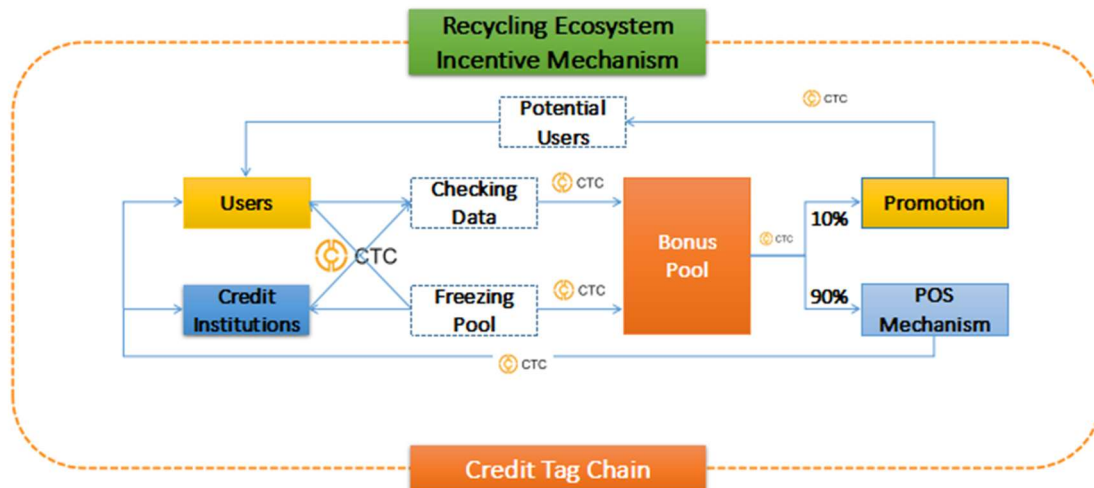 Recycling Ecosystem
Incentive Mechanism
CTC
Potential
Users
Users
Checking
Data
CTC
Bonus
Pool
CTC
10%
Promotion
CTC
Credit
Institutions
Freezing
Pool
CTC
90%
POS
Mechanism
CTC
Credit Tag Chain